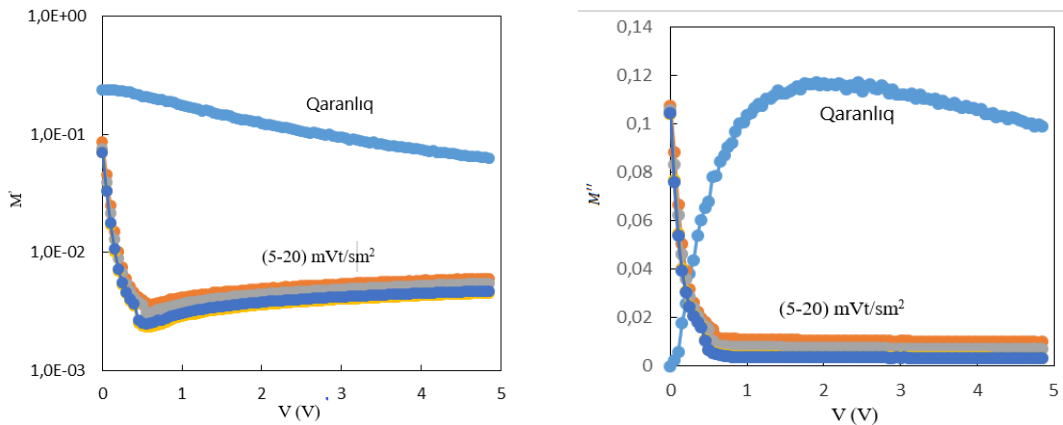 1,0E+00
1,0E-01
1,0E-02
1,0E-03
M'
Qaranlıq
(5-20) mVt/sm²
0 1 2 3 4 5
V (V)
0,14
0,12
0,1
0,08
0,06
0,04
0,02
0
M''
Qaranlıq
(5-20) mVt/sm²
0 1 2 3 4 5
V (V)